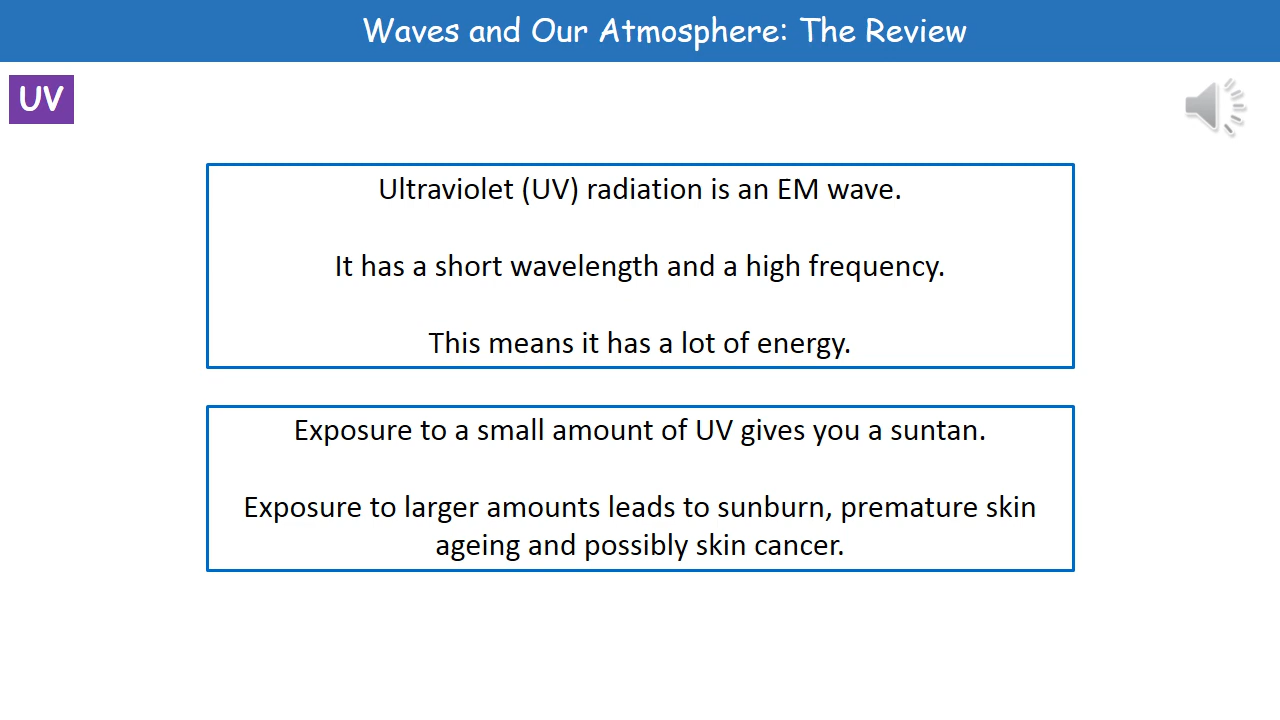 Waves and Our Atmosphere: The Review
UV
Ultraviolet (UV) radiation is an EM wave.
It has a short wavelength and a high frequency.
This means it has a lot of energy.
Exposure to a small amount of UV gives you a suntan.
Exposure to larger amounts leads to sunburn, premature skin
ageing and possibly skin cancer.